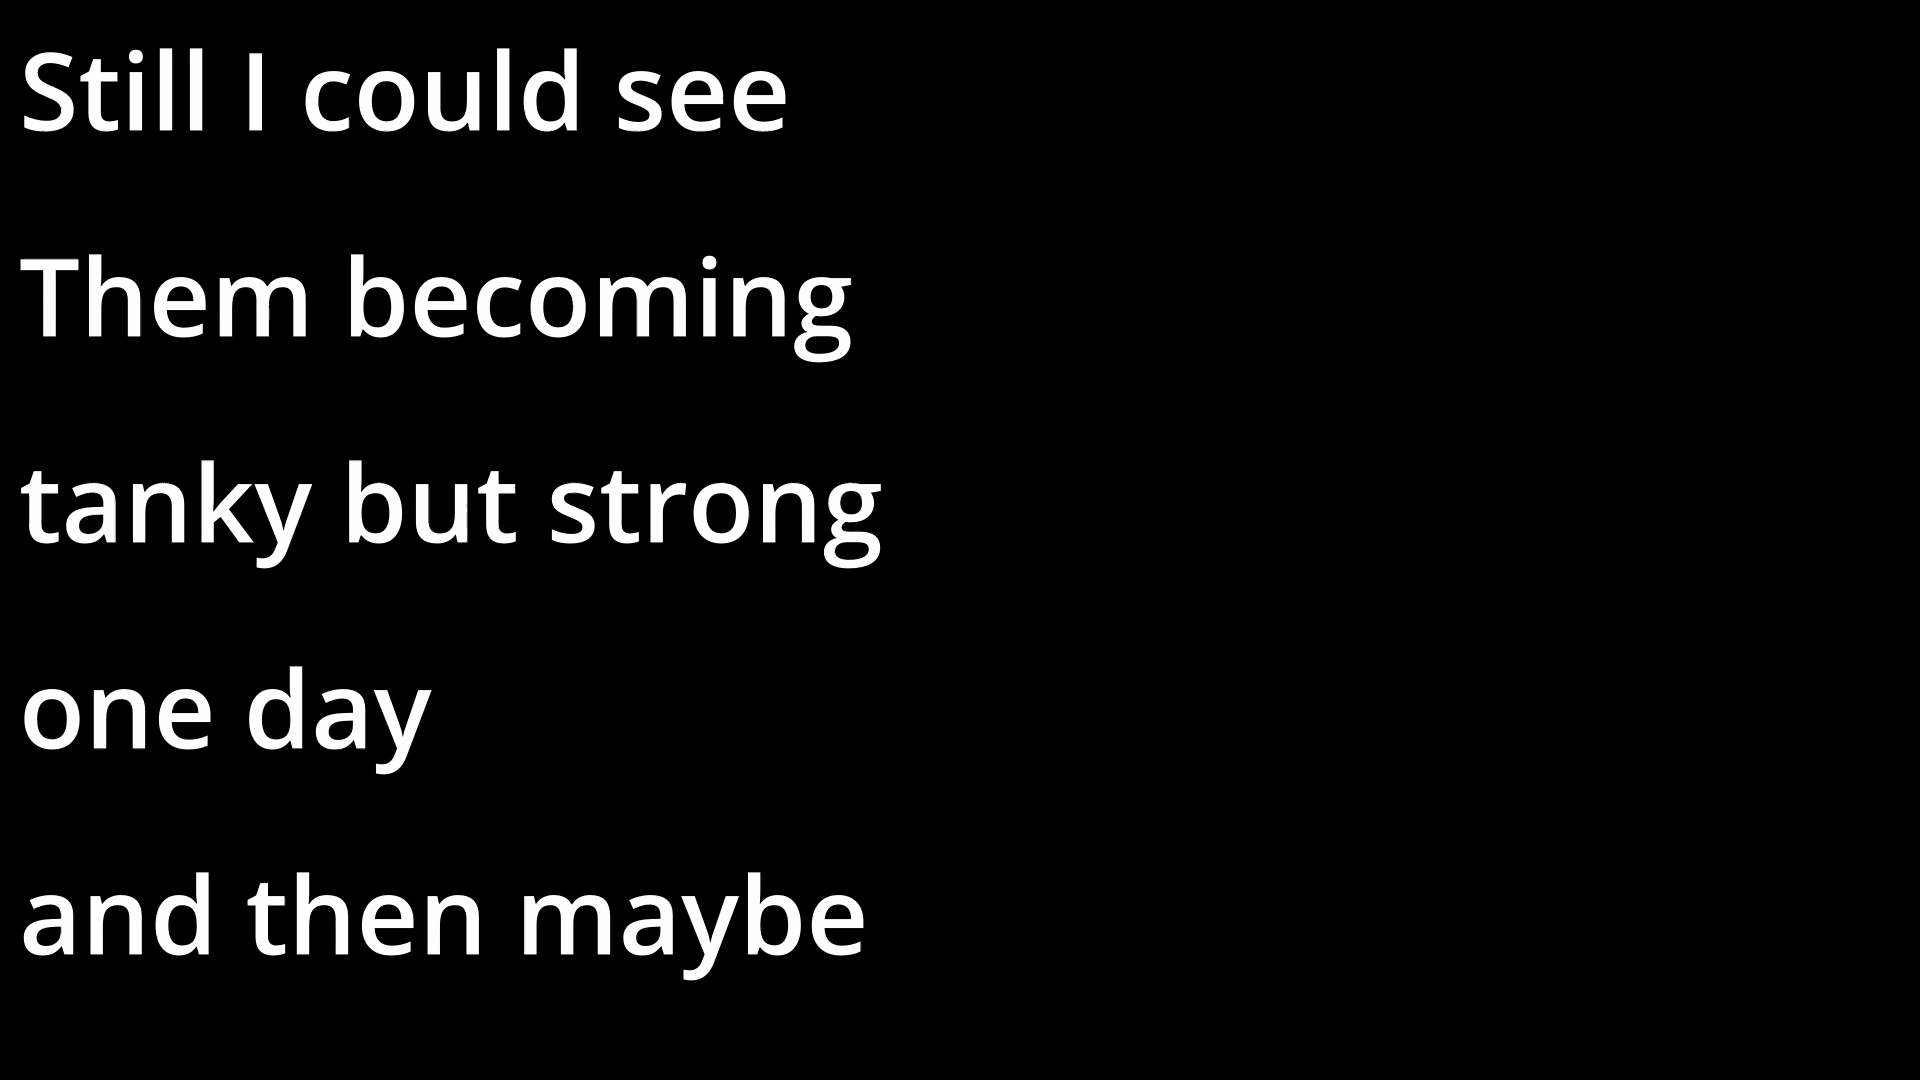 Still I could see
Them becoming
tanky but strong
one day
and then maybe